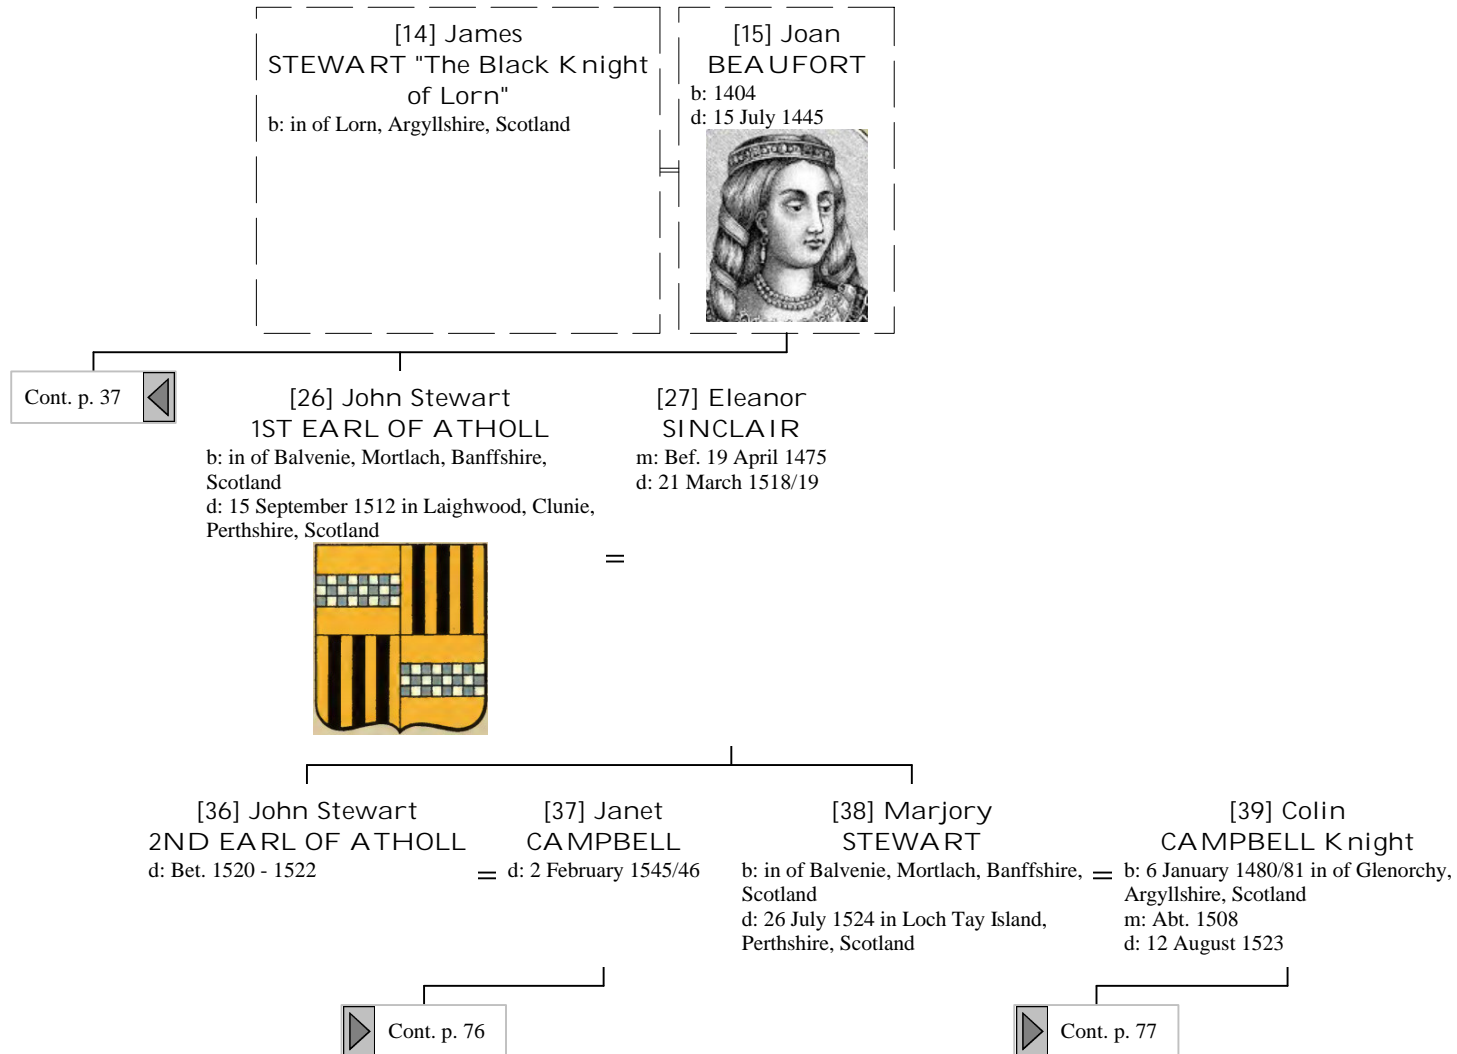 [14] James
STEWART "The Black Knight
of Lorn"
b: in of Lorn, Argyllshire, Scotland
[15] Joan
BEAUFORT
b: 1404
d: 15 July 1445
Cont. p. 37
[26] John Stewart
1ST EARL OF ATHOLL
b: in of Balvenie, Mortlach, Banffshire,
Scotland
d: 15 September 1512 in Laighwood, Clunie,
Perthshire, Scotland
=
[27] Eleanor
SINCLAIR
m: Bef. 19 April 1475
d: 21 March 1518/19
[36] John Stewart
2ND EARL OF ATHOLL
d: Bet. 1520 - 1522
=
[37] Janet
CAMPBELL
d: 2 February 1545/46
[38] Marjory
STEWART
b: in of Balvenie, Mortlach, Banffshire,
Scotland
d: 26 July 1524 in Loch Tay Island,
Perthshire, Scotland
=
[39] Colin
CAMPBELL Knight
b: 6 January 1480/81 in of Glenorchy,
Argyllshire, Scotland
m: Abt. 1508
d: 12 August 1523
Cont. p. 76
Cont. p. 77